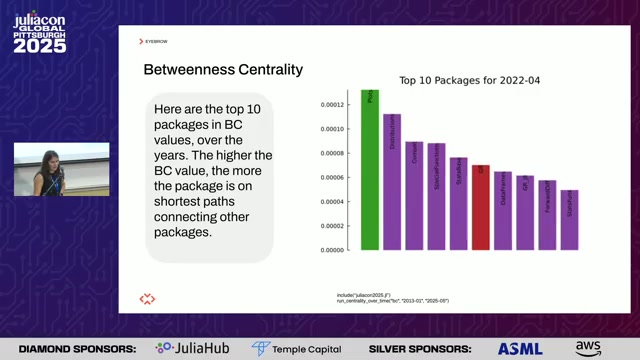 juliacon
GLOBAL
PITTSBURGH
2025
EYEBROW
Betweenness Centrality
Here are the top 10
packages in BC
values, over the
years. The higher the
BC value, the more
the package is on
shortest paths
connecting other
packages.
Top 10 Packages for 2022-04
0.00012
0.00010
0.00008
0.00006
0.00004
0.00002
0.00000
Distributions
Compat
SpecialFunctions
StatsBase
GR
DataFrames
GR_jll
ForwardDiff
include("juliacon2025.jl")
run_centrality_over_time("bc", "2013-01", "2025-05")
DIAMOND SPONSORS:
JuliaHub
Temple Capital
SILVER SPONSORS:
ASML
aws